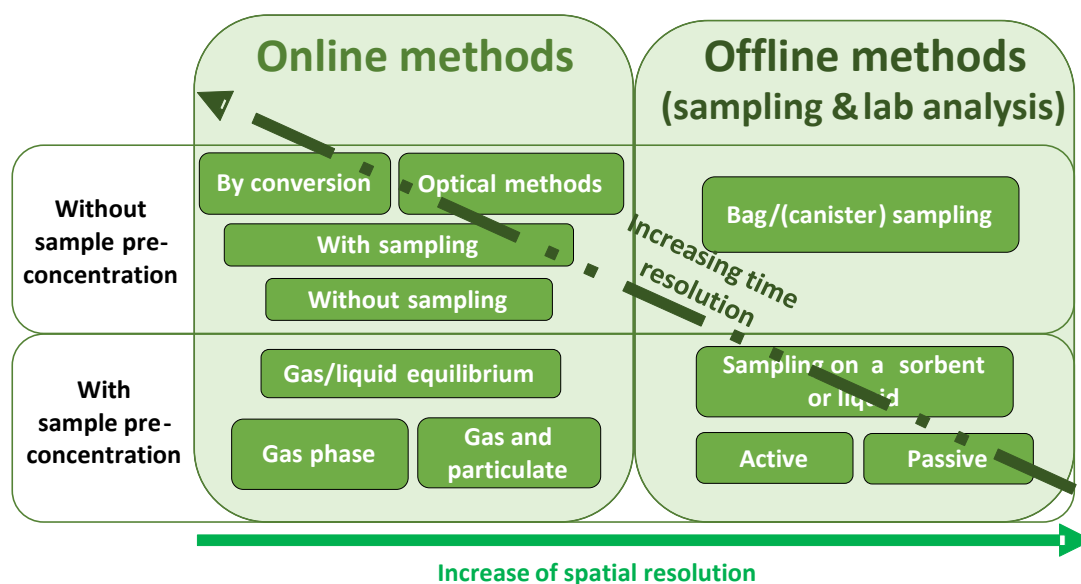 Online methods
Offline methods
(sampling & lab analysis)
Without
sample pre-
concentration
By conversion
Optical methods
With sampling
Without sampling
Bag/(canister) sampling
Increasing time
resolution
With
sample pre-
concentration
Gas/liquid equilibrium
Gas phase
Gas and
particulate
Sampling on a sorbent
or liquid
Active
Passive
Increase of spatial resolution